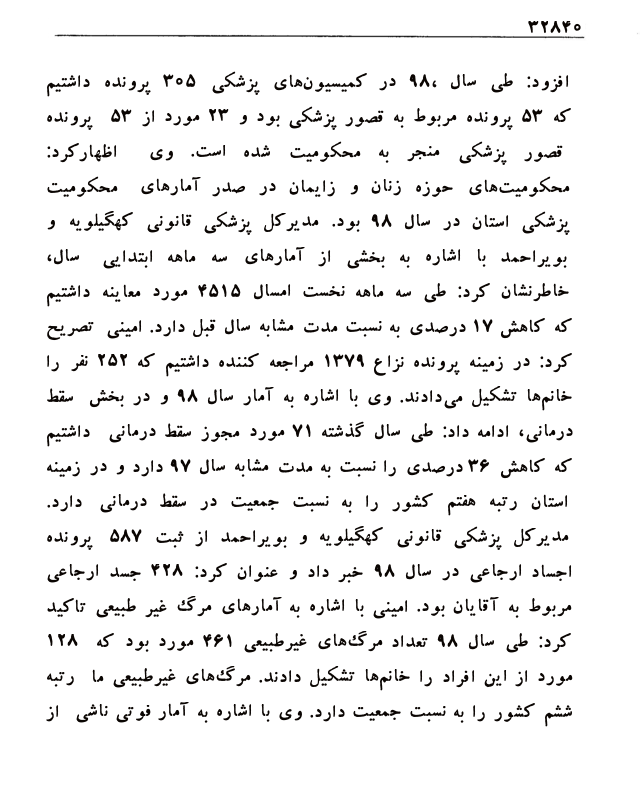 ۳۲۸۴۰
افزود: طی سال ۹۸، در کمیسیون‌های پزشکی ۳۰۵ پرونده داشتیم
که ۵۳ پرونده مربوط به قصور پزشکی بود و ۲۳ مورد از ۵۳ پرونده
قصور پزشکی منجر به محکومیت شده است. وی اظهارکرد:
محکومیت‌های حوزه زنان و زایمان در صدر آمارهای محکومیت
پزشکی استان در سال ۹۸ بود. مدیرکل پزشکی قانونی کهگیلویه و
بویراحمد با اشاره به بخشی از آمارهای سه ماهه ابتدایی سال،
خاطرنشان کرد: طی سه ماهه نخست امسال ۴۵۱۵ مورد معاینه داشتیم
که کاهش ۱۷ درصدی به نسبت مدت مشابه سال قبل دارد. امینی تصریح
کرد: در زمینه پرونده نزاع ۱۳۷۹ مراجعه کننده داشتیم که ۲۵۲ نفر را
خانم‌ها تشکیل می‌دادند. وی با اشاره به آمار سال ۹۸ و در بخش سقط
درمانی، ادامه داد: طی سال گذشته ۷۱ مورد مجوز سقط درمانی داشتیم
که کاهش ۳۶ درصدی را نسبت به مدت مشابه سال ۹۷ دارد و در زمینه
استان رتبه هفتم کشور را به نسبت جمعیت در سقط درمانی دارد.
مدیرکل پزشکی قانونی کهگیلویه و بویراحمد از ثبت ۵۸۷ پرونده
اجساد ارجاعی در سال ۹۸ خبر داد و عنوان کرد: ۴۲۸ جسد ارجاعی
مربوط به آقایان بود. امینی با اشاره به آمارهای مرگ غیر طبیعی تاکید
کرد: طی سال ۹۸ تعداد مرگ‌های غیرطبیعی ۴۶۱ مورد بود که ۱۲۸
مورد از این افراد را خانم‌ها تشکیل دادند. مرگ‌های غیرطبیعی ما رتبه
ششم کشور را به نسبت جمعیت دارد. وی با اشاره به آمار فوتی ناشی از